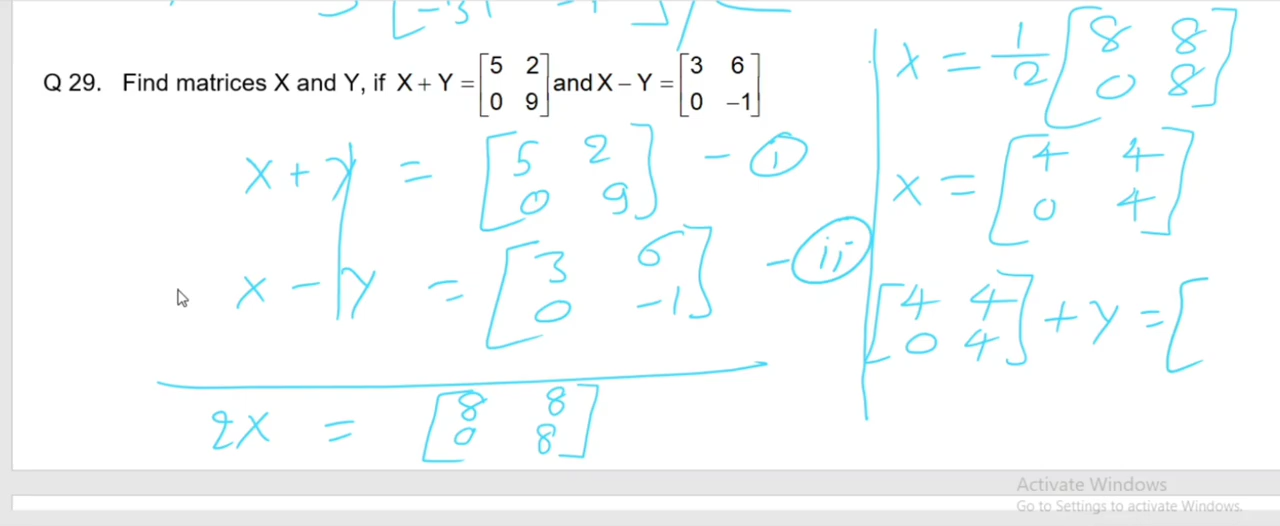 [-31 -1]
Q 29. Find matrices X and Y, if X + Y = [5 2; 0 9] and X – Y = [3 6; 0 –1]
X + Y = [5 2; 0 9] - (i)
X - Y = [3 6; 0 -1] - (ii)
2X = [8 8; 0 8]
X = 1/2 [8 8; 0 8]
X = [4 4; 0 4]
[4 4; 0 4] + Y = [
Activate Windows
Go to Settings to activate Windows.